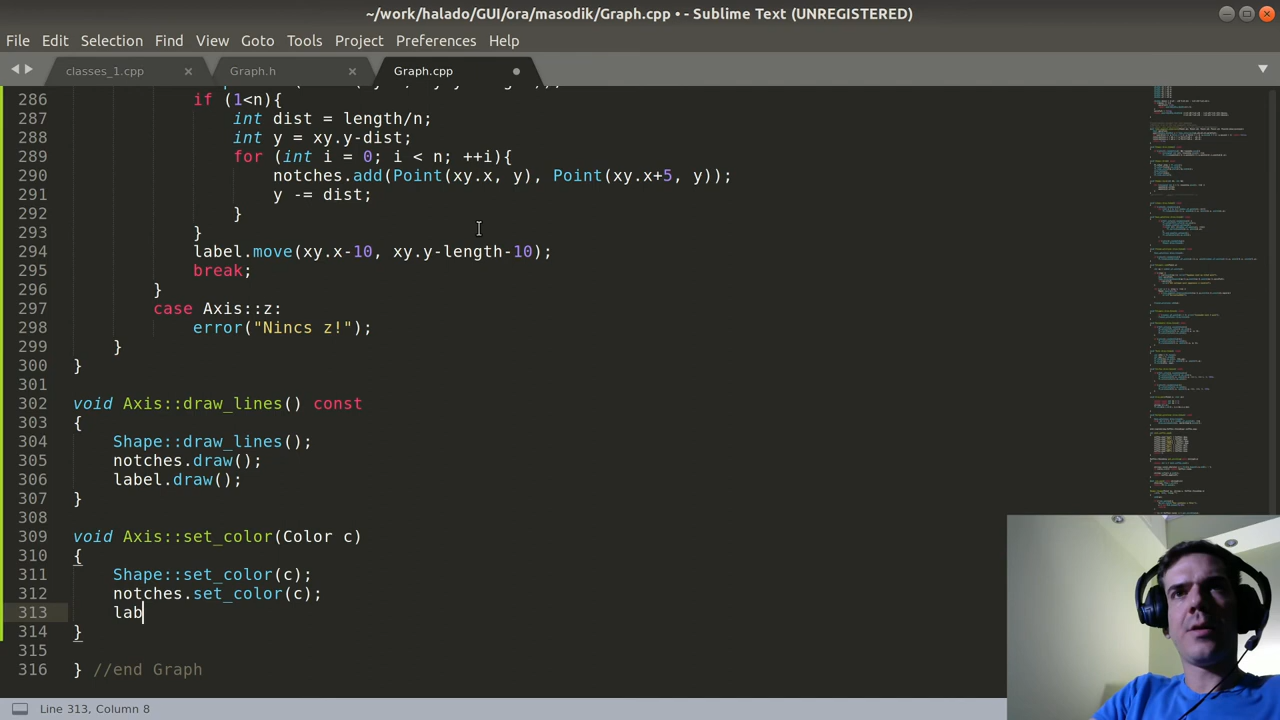 ~/work/halado/GUI/ora/masodik/Graph.cpp • - Sublime Text (UNREGISTERED)
File Edit Selection Find View Goto Tools Project Preferences Help
classes_1.cpp Graph.h Graph.cpp
286 if (1<n){
287 int dist = length/n;
288 int y = xy.y-dist;
289 for (int i = 0; i < n; ++i){
290 notches.add(Point(xy.x, y), Point(xy.x+5, y));
291 y -= dist;
292 }
293 }
294 label.move(xy.x-10, xy.y-length-10);
295 break;
296 }
297 case Axis::z:
298 error("Nincs z!");
299 }
300 }
301
302 void Axis::draw_lines() const
303 {
304 Shape::draw_lines();
305 notches.draw();
306 label.draw();
307 }
308
309 void Axis::set_color(Color c)
310 {
311 Shape::set_color(c);
312 notches.set_color(c);
313 lab
314 }
315
316 } //end Graph
Line 313, Column 8